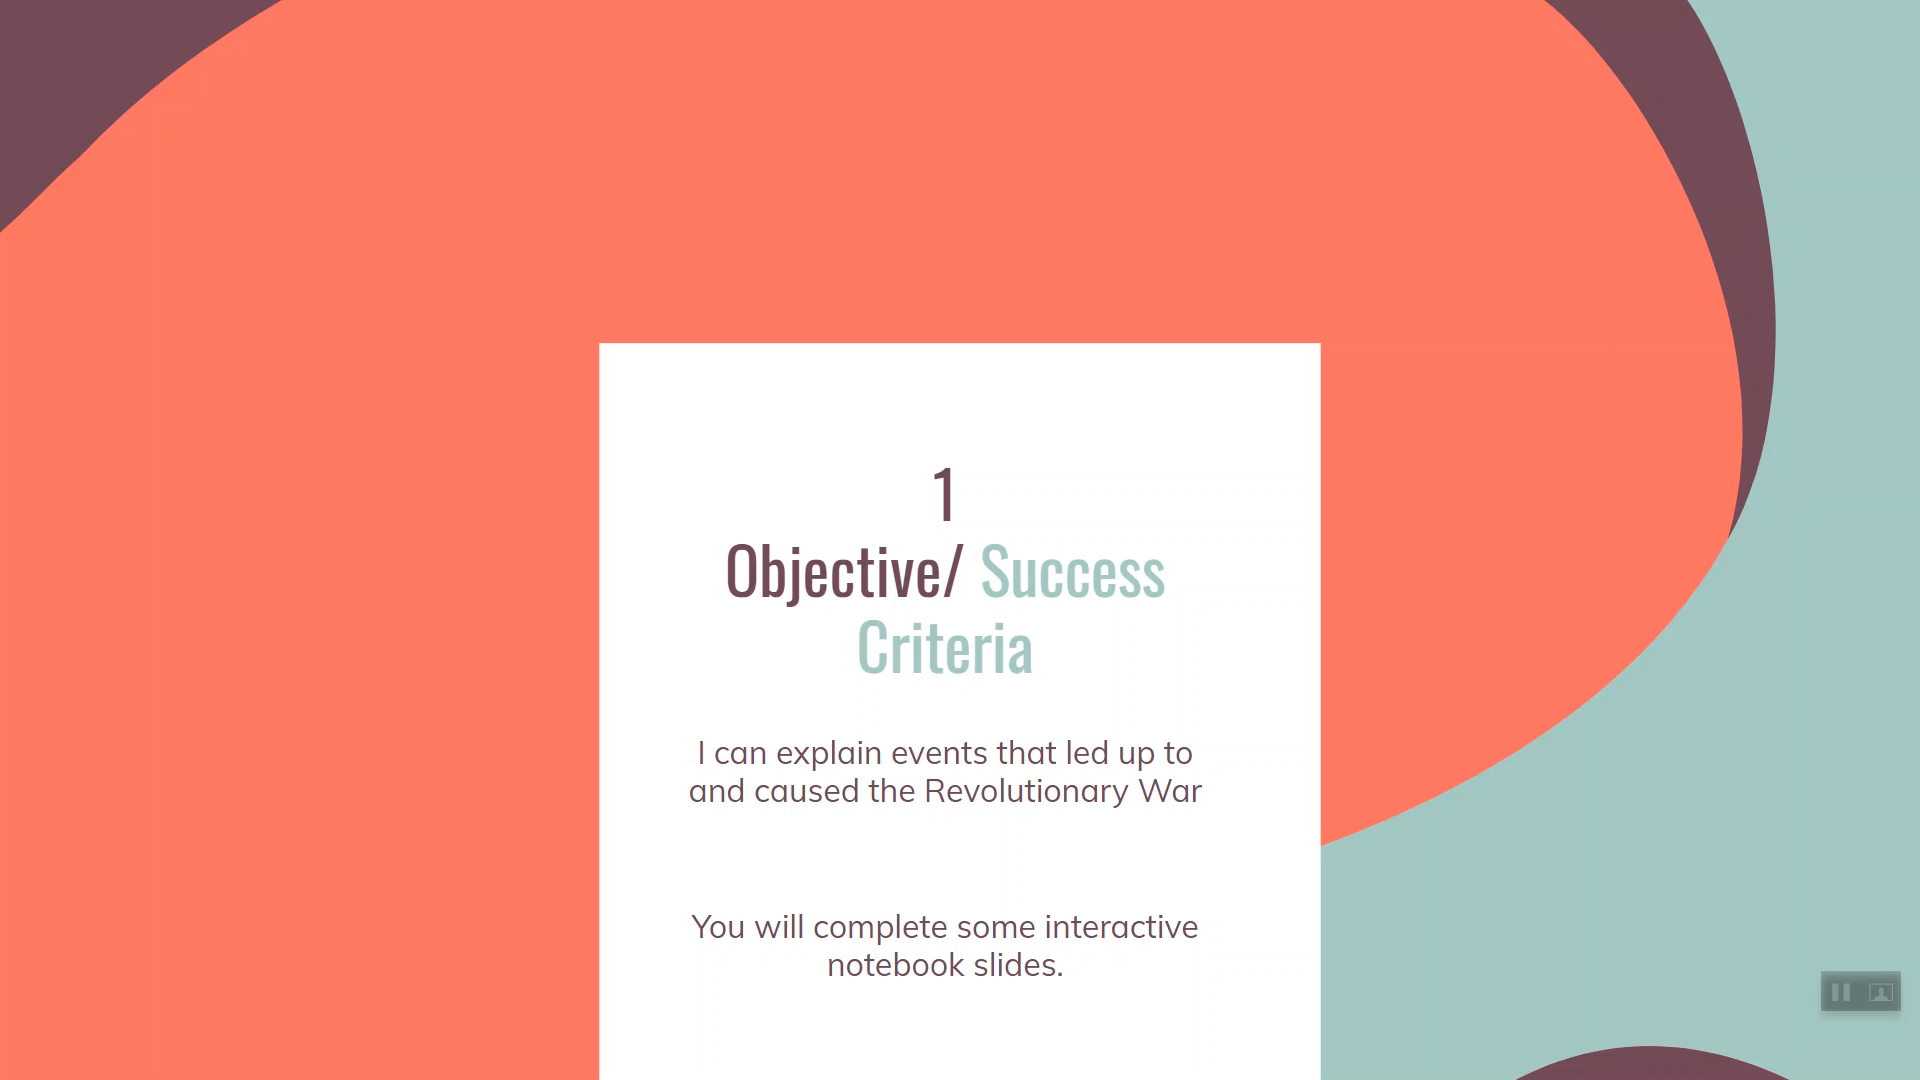 1
Objective/ Success
Criteria
I can explain events that led up to
and caused the Revolutionary War
You will complete some interactive
notebook slides.